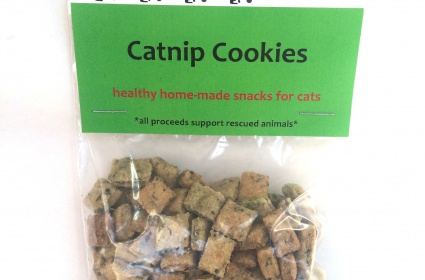 Catnip Cookies
healthy home-made snacks for cats
*all proceeds support rescued animals*